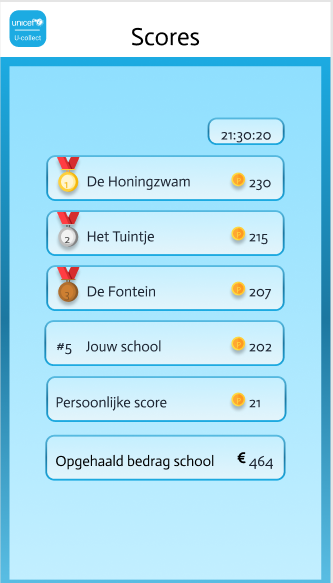 unicef
U-collect
Scores
21:30:20
1 De Honingzwam 230
2 Het Tuintje 215
3 De Fontein 207
#5 Jouw school 202
Persoonlijke score 21
Opgehaald bedrag school € 464